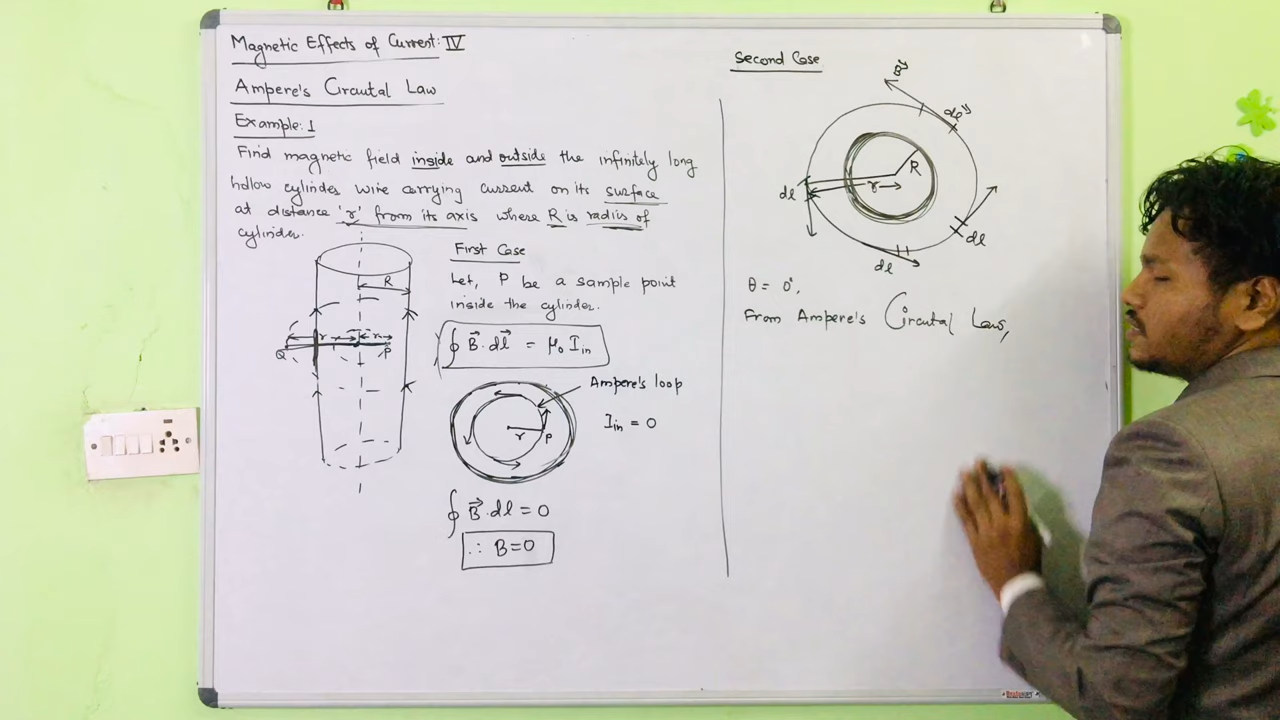 Magnetic Effects of Current: IV
Ampere's Circutal Law
Example: 1
Find magnetic field inside and outside the infinitely long
hollow cylinder wire carrying current on its surface
at distance 'r' from its axis where R is radius of
cylinder.
R
r
r
Q
P
First Case
Let, P be a sample point
inside the cylinder.
∮ B⃗ . dl⃗ = μ₀ Iin
Ampere's loop
r
P
Iin = 0
∮ B⃗ . dl = 0
∴ B=0
Second Case
B⃗
dl⃗
R
r
dl
dl
dl
θ = 0°,
From Ampere's Circutal Law,